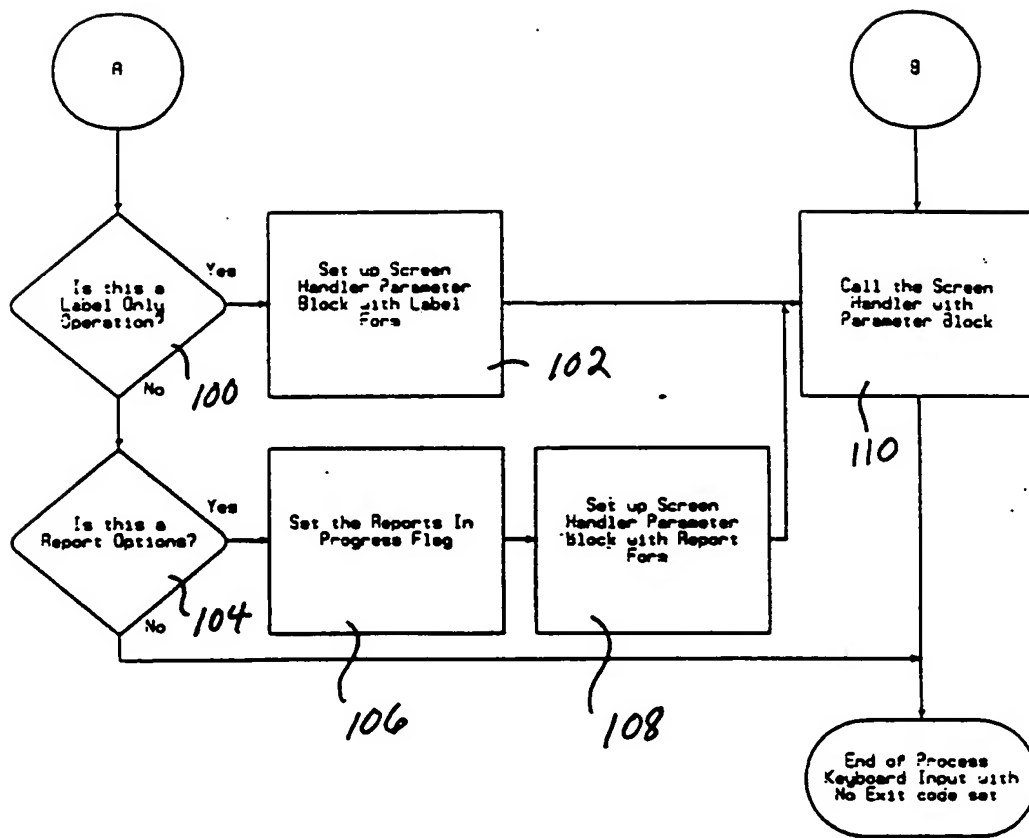 A
B
Is this a
Label Only
Operation?
Yes
No
100
Set up Screen
Handler Parameter
Block with Label
Form
102
Call the Screen
Handler with
Parameter Block
110
Is this a
Report Options?
Yes
No
104
Set the Reports In
Progress Flag
106
Set up Screen
Handler Parameter
Block with Report
Form
108
End of Process
Keyboard Input with
No Exit code set